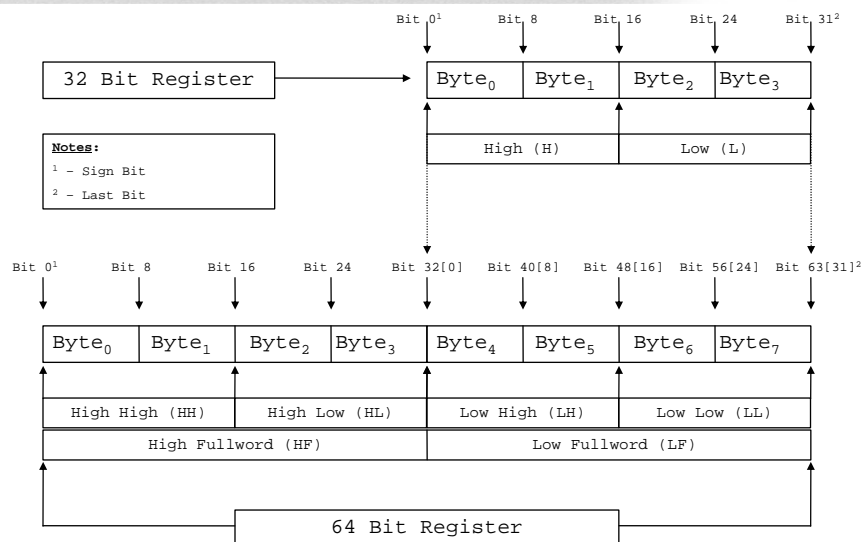 Bit 0¹ Bit 8 Bit 16 Bit 24 Bit 31²
32 Bit Register
Byte₀ Byte₁ Byte₂ Byte₃
High (H) Low (L)
Notes:
¹ – Sign Bit
² – Last Bit
Bit 0¹ Bit 8 Bit 16 Bit 24 Bit 32[0] Bit 40[8] Bit 48[16] Bit 56[24] Bit 63[31]²
Byte₀ Byte₁ Byte₂ Byte₃ Byte₄ Byte₅ Byte₆ Byte₇
High High (HH) High Low (HL) Low High (LH) Low Low (LL)
High Fullword (HF) Low Fullword (LF)
64 Bit Register